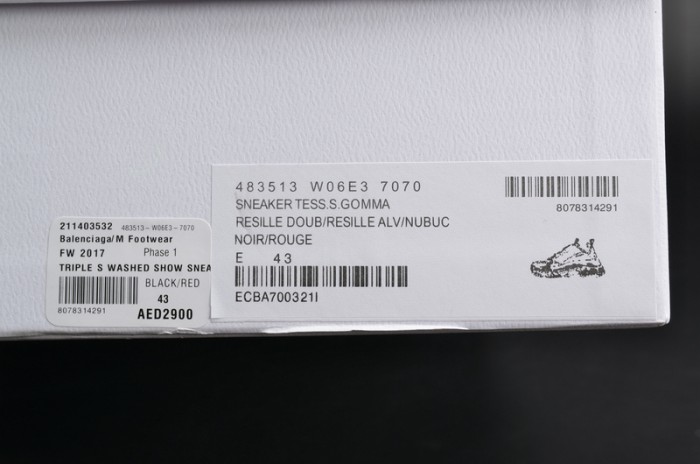 483513 W06E3 7070
SNEAKER TESS.S.GOMMA
RESILLE DOUB/RESILLE ALV/NUBUC
NOIR/ROUGE
E 43
ECBA700321I
8078314291
211403532 483513-W06E3-7070
Balenciaga/M Footwear
FW 2017 Phase 1
TRIPLE S WASHED SHOW SNEA
BLACK/RED
43
8078314291 AED2900